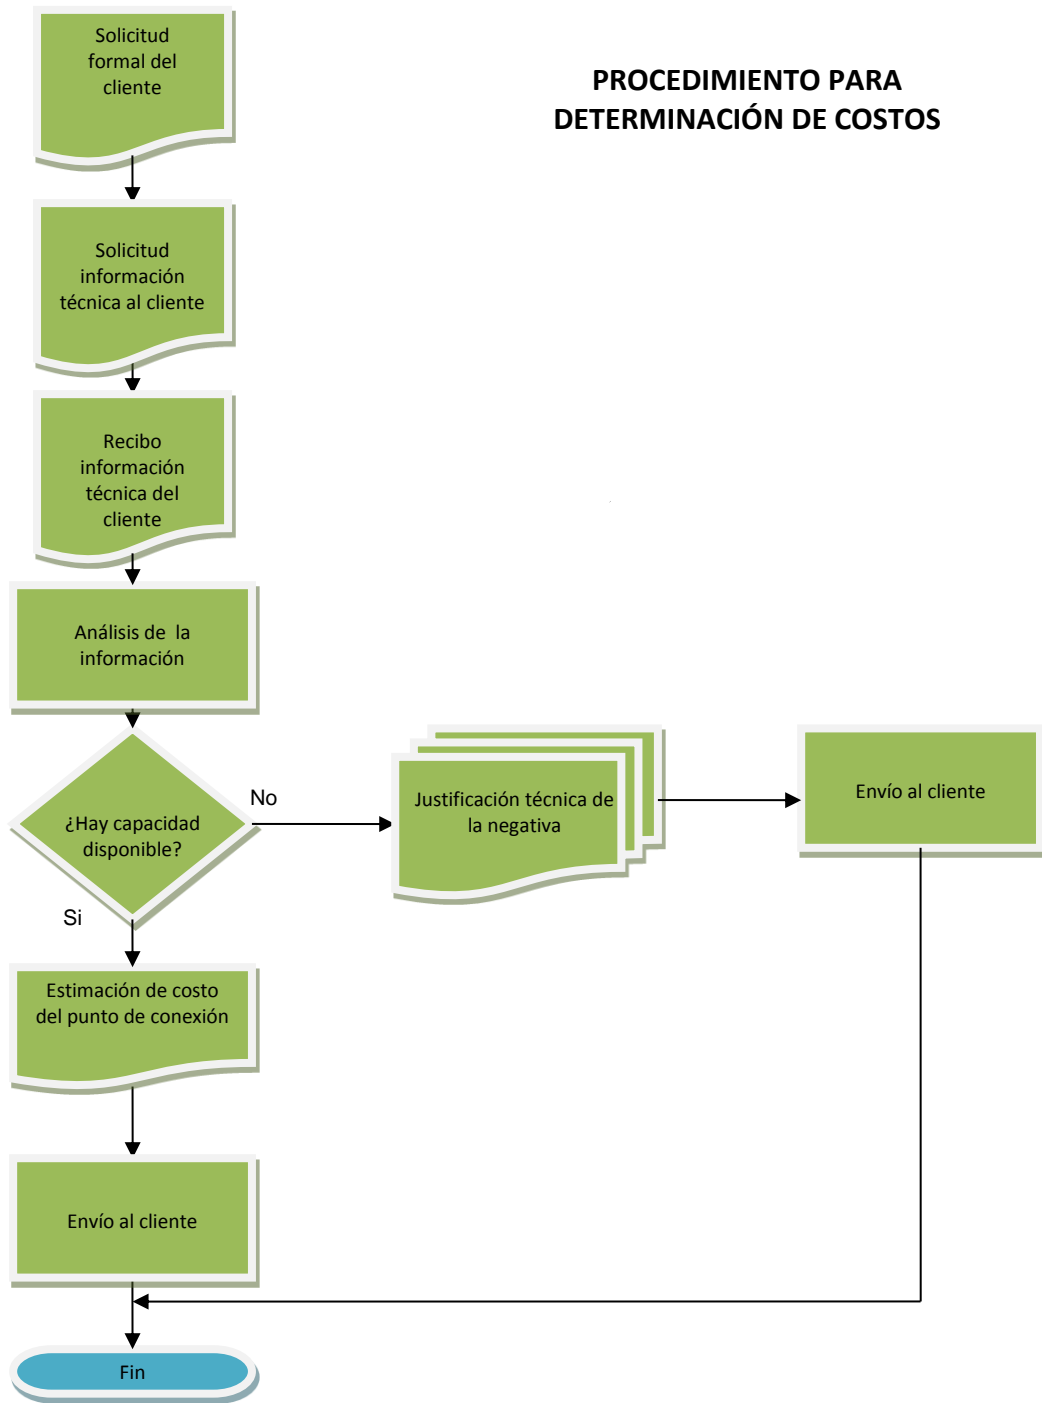 PROCEDIMIENTO PARA
DETERMINACIÓN DE COSTOS
Solicitud
formal del
cliente
Solicitud
información
técnica al cliente
Recibo
información
técnica del
cliente
Análisis de  la
información
¿Hay capacidad
disponible?
No
Justificación técnica de
la negativa
Envío al cliente
Si
Estimación de costo
del punto de conexión
Envío al cliente
Fin